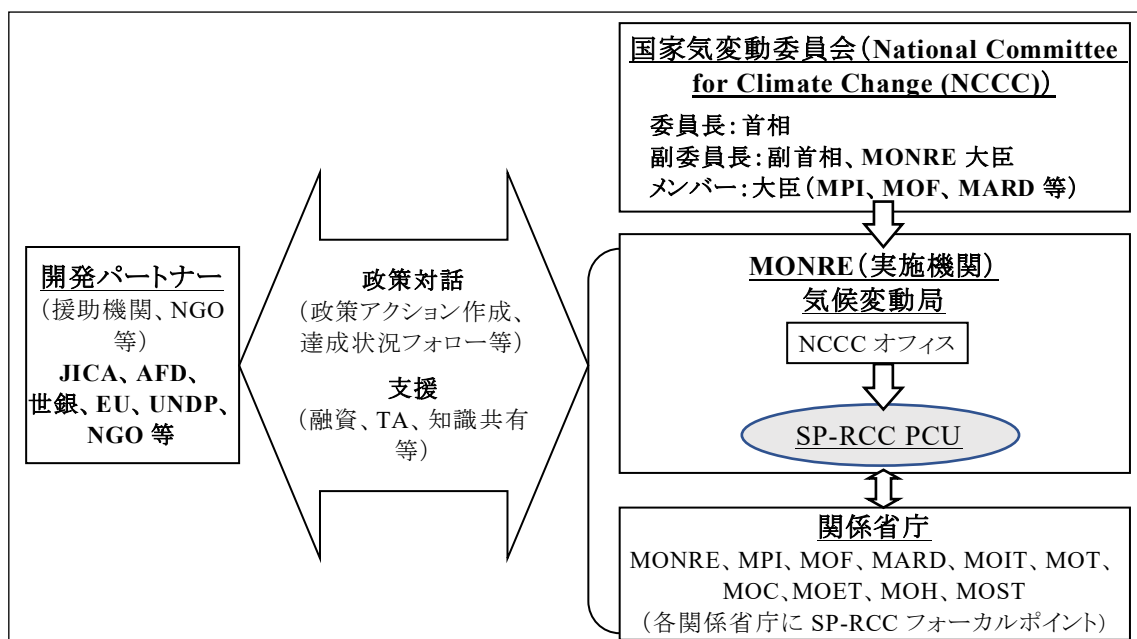 国家気変動委員会（National Committee
for Climate Change (NCCC)）
委員長：首相
副委員長：副首相、MONRE 大臣
メンバー：大臣（MPI、MOF、MARD 等）
開発パートナー
（援助機関、NGO
等）
JICA、AFD、
世銀、EU、UNDP、
NGO 等
政策対話
（政策アクション作成、
達成状況フォロー等）
支援
（融資、TA、知識共有
等）
MONRE（実施機関）
気候変動局
NCCC オフィス
SP-RCC PCU
関係省庁
MONRE、MPI、MOF、MARD、MOIT、MOT、
MOC、MOET、MOH、MOST
（各関係省庁に SP-RCC フォーカルポイント）